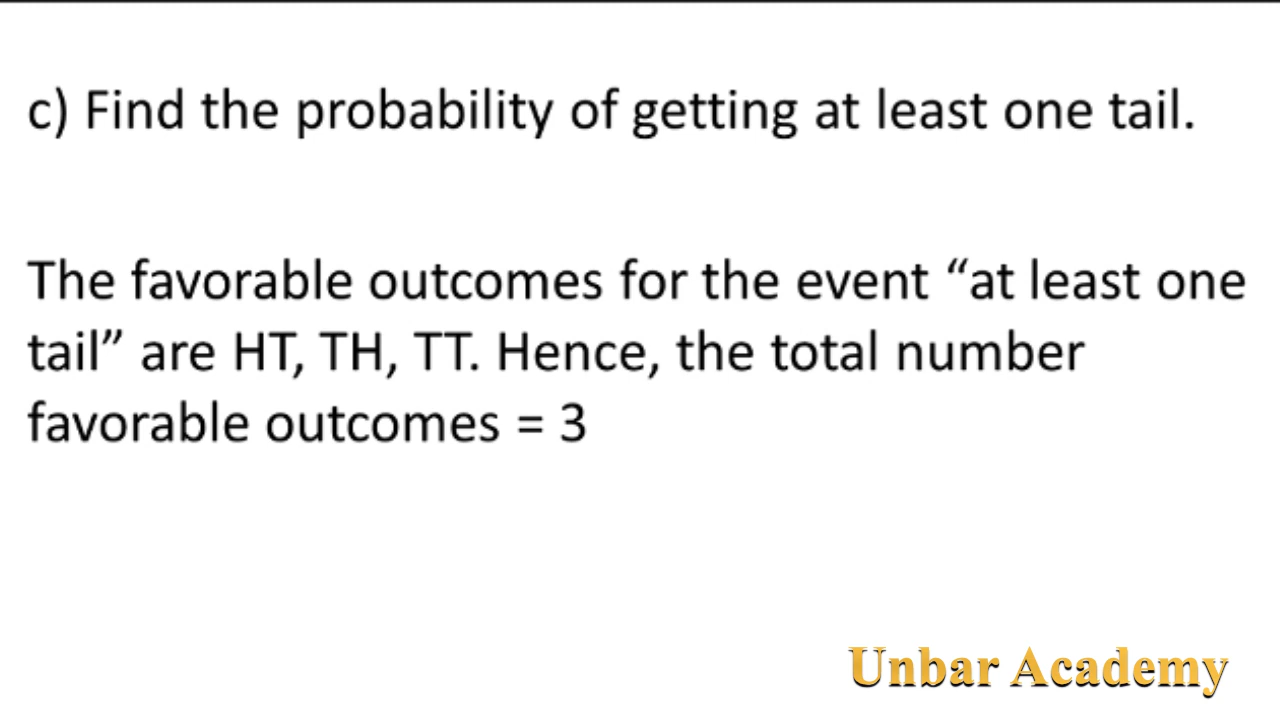 c) Find the probability of getting at least one tail.
The favorable outcomes for the event “at least one
tail” are HT, TH, TT. Hence, the total number
favorable outcomes = 3
Unbar Academy